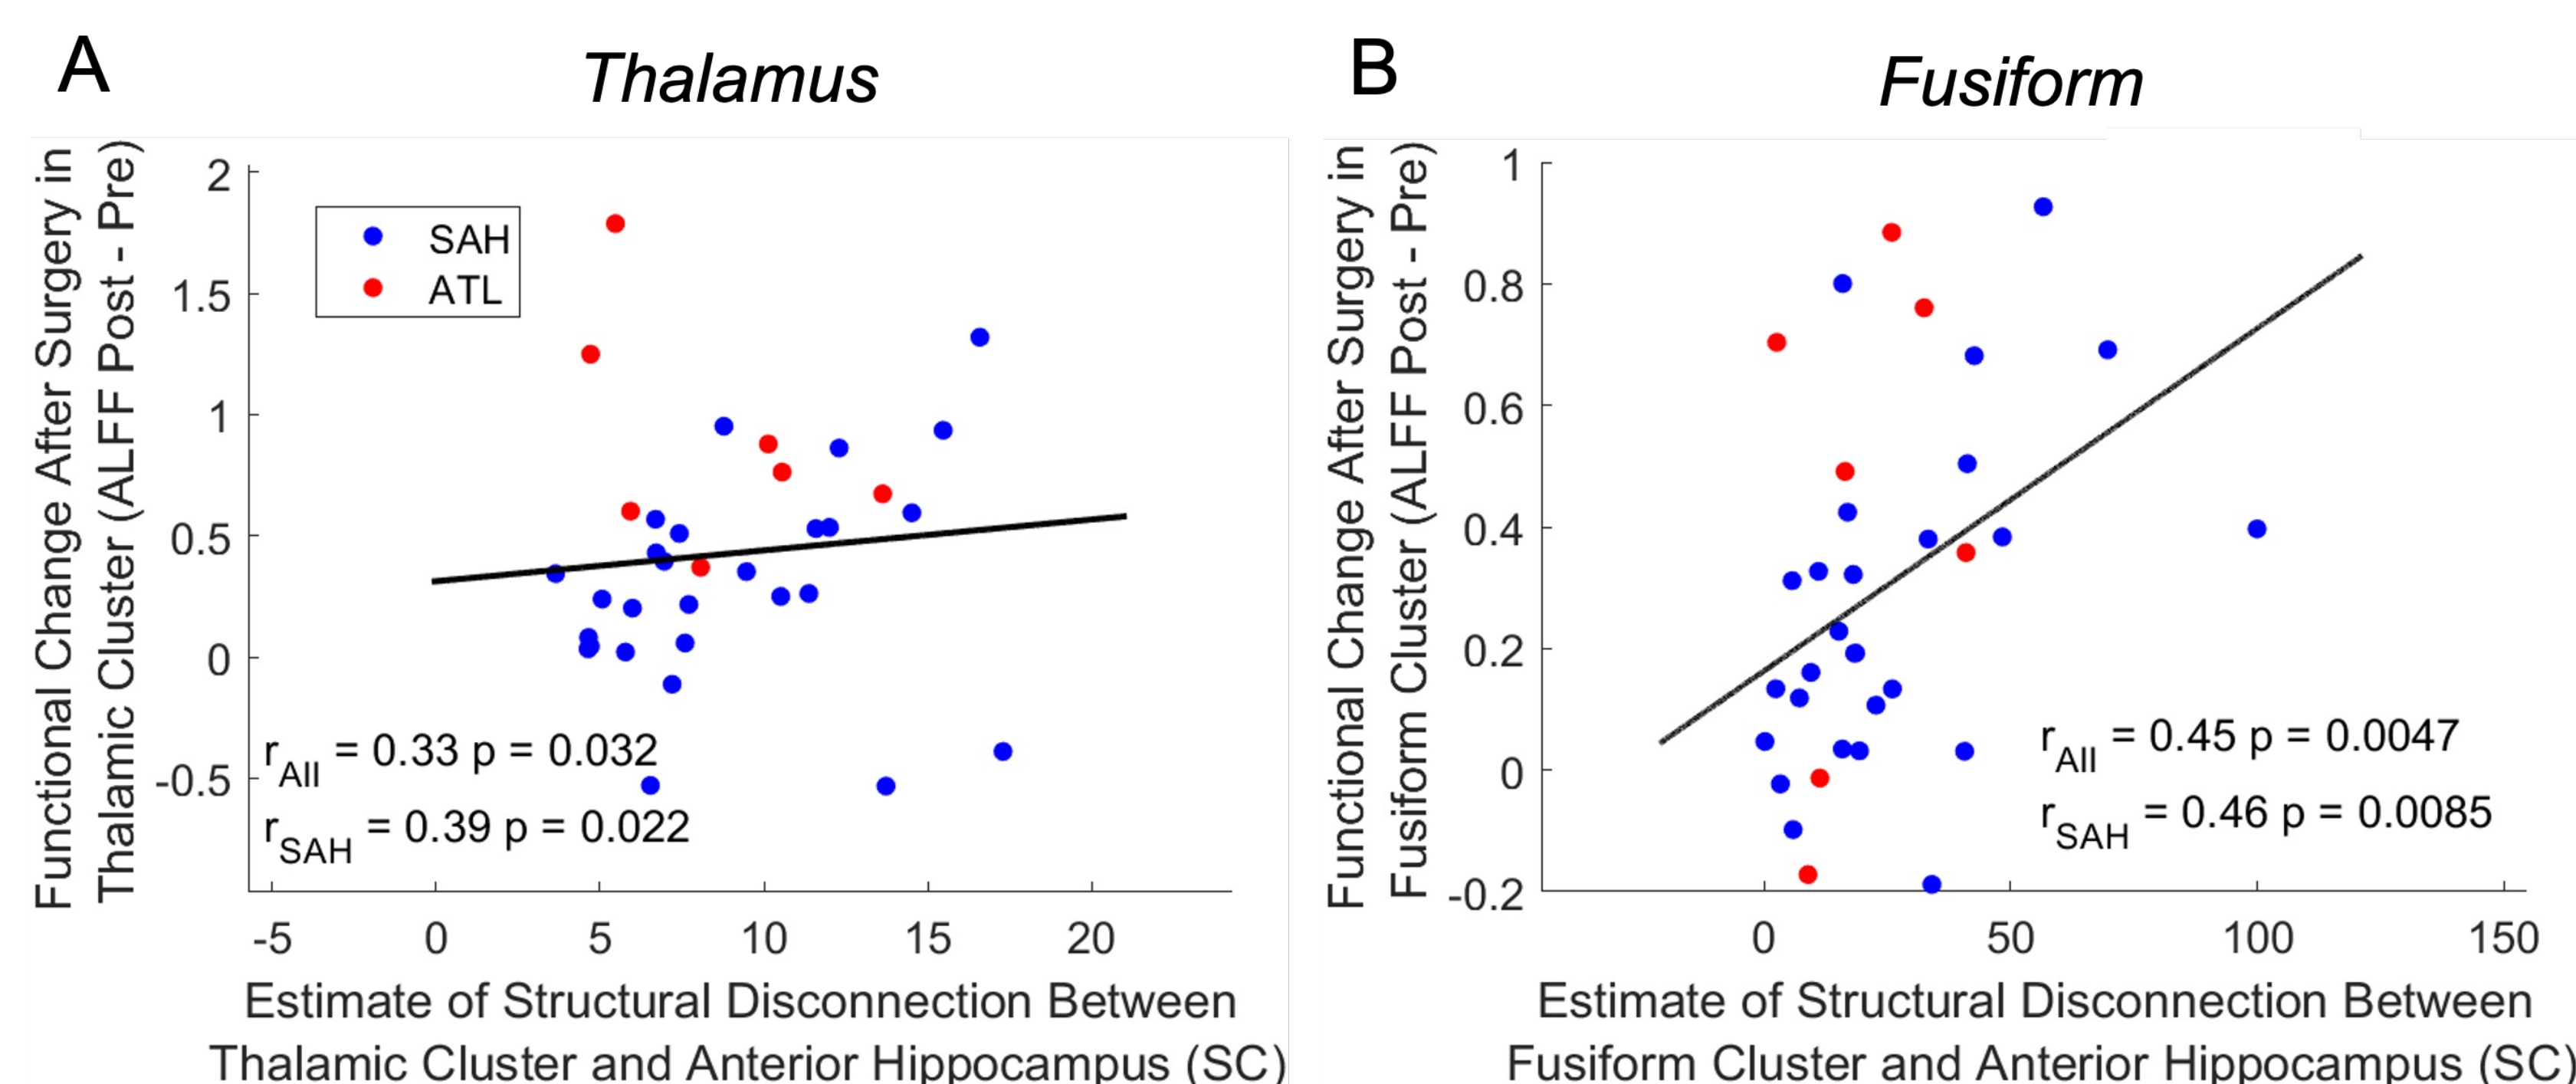 A
Thalamus
Functional Change After Surgery in
Thalamic Cluster (ALFF Post - Pre)
2
1.5
1
0.5
0
-0.5
SAH
ATL
r All = 0.33 p = 0.032
r SAH = 0.39 p = 0.022
-5 0 5 10 15 20
Estimate of Structural Disconnection Between
Thalamic Cluster and Anterior Hippocampus (SC)
B
Fusiform
Functional Change After Surgery in
Fusiform Cluster (ALFF Post - Pre)
1
0.8
0.6
0.4
0.2
0
-0.2
r All = 0.45 p = 0.0047
r SAH = 0.46 p = 0.0085
0 50 100 150
Estimate of Structural Disconnection Between
Fusiform Cluster and Anterior Hippocampus (SC)